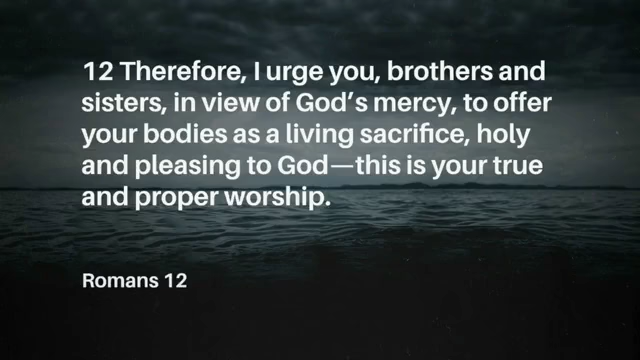 12 Therefore, I urge you, brothers and
sisters, in view of God’s mercy, to offer
your bodies as a living sacrifice, holy
and pleasing to God—this is your true
and proper worship.
Romans 12